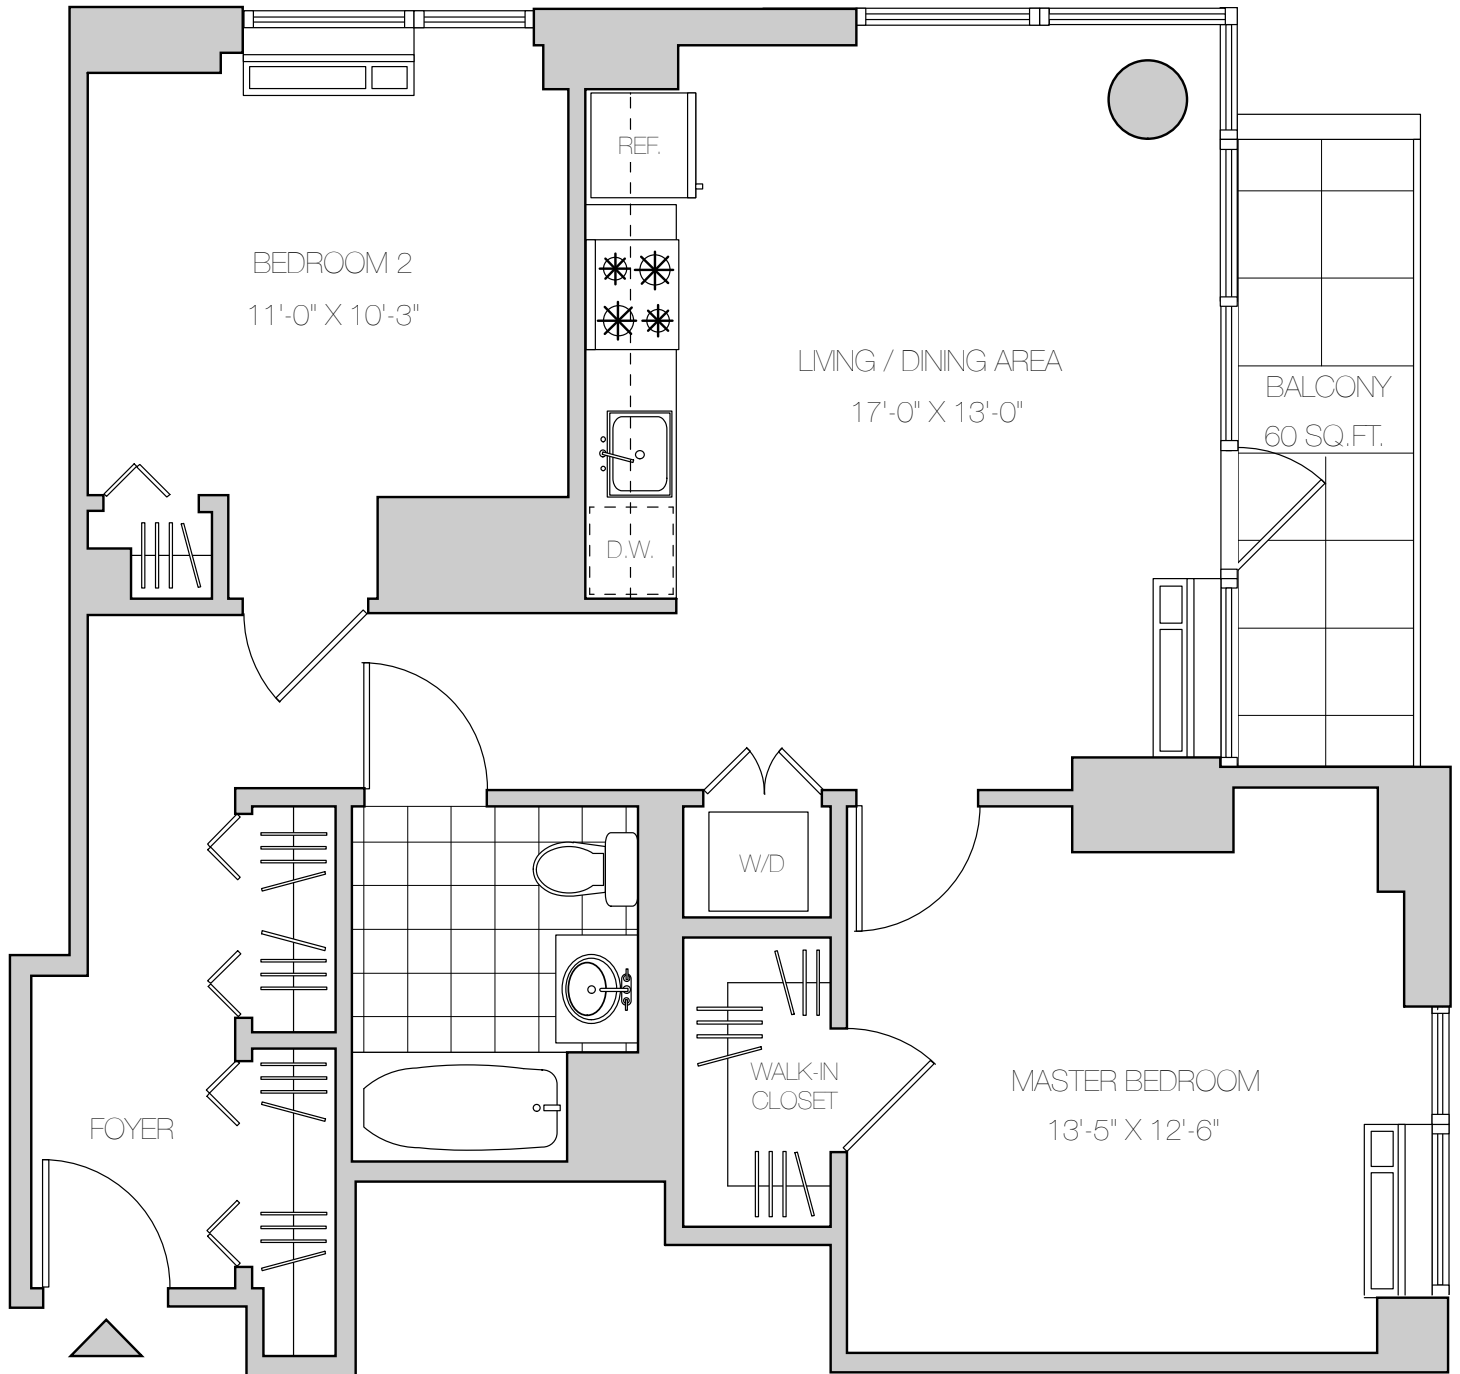 REF.
BEDROOM 2
11'-0" X 10'-3"
LIVING / DINING AREA
17'-0" X 13'-0"
BALCONY
60 SQ.FT.
D.W.
W/D
WALK-IN
CLOSET
MASTER BEDROOM
13'-5" X 12'-6"
FOYER